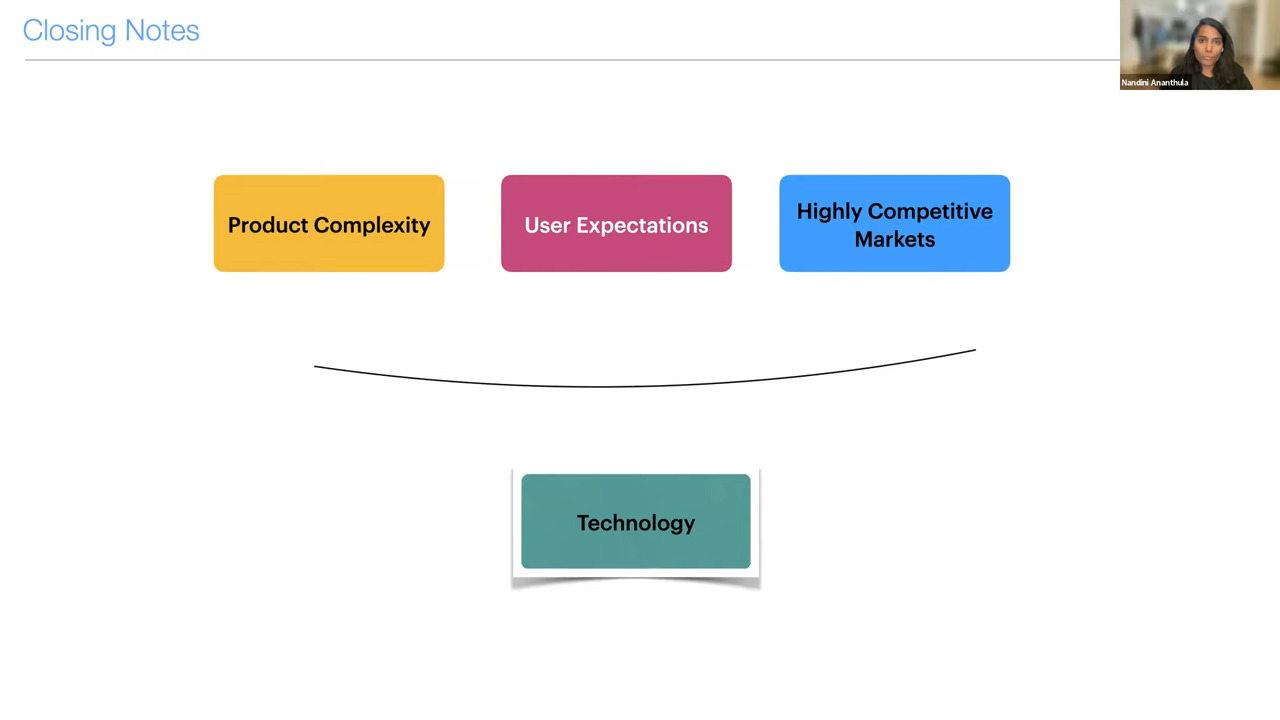 Closing Notes
Nandini Ananthula
Product Complexity
User Expectations
Highly Competitive
Markets
Technology